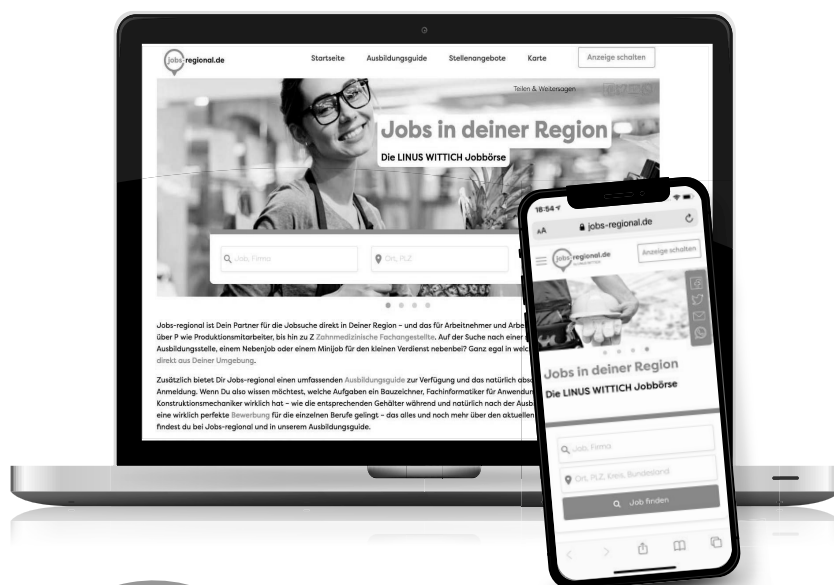 jobs-regional.de
Startseite
Ausbildungsguide
Stellenangebote
Karte
Anzeige schalten
Teilen & Weitersagen
Jobs in deiner Region
Die LINUS WITTICH Jobbörse
Job, Firma
Ort, PLZ
Jobs-regional ist Dein Partner für die Jobsuche direkt in Deiner Region – und das für Arbeitnehmer und
über P wie Produktionsmitarbeiter, bis hin zu Z Zahnmedizinische Fachangestellte. Auf der Suche nach einer
Ausbildungsstelle, einem Nebenjob oder einem Minijob für den kleinen Verdienst nebenbei? Ganz egal in
direkt aus Deiner Umgebung.
Zusätzlich bietet Dir Jobs-regional einen umfassenden Ausbildungsguide zur Verfügung und das natürlich
Anmeldung. Wenn Du also wissen möchtest, welche Aufgaben ein Bauzeichner, Fachinformatiker für
Konstruktionsmechaniker wirklich hat – wie die entsprechenden Gehälter während und natürlich nach der
eine wirklich perfekte Bewerbung für die einzelnen Berufe gelingt – das alles und noch mehr über den aktuellen
findest du bei Jobs-regional und in unserem Ausbildungsguide.
16:54
AA
jobs-regional.de
jobs-regional.de
Anzeige schalten
Jobs in deiner Region
Die LINUS WITTICH Jobbörse
Job, Firma
Ort, PLZ, Kreis, Bundesland
Job finden